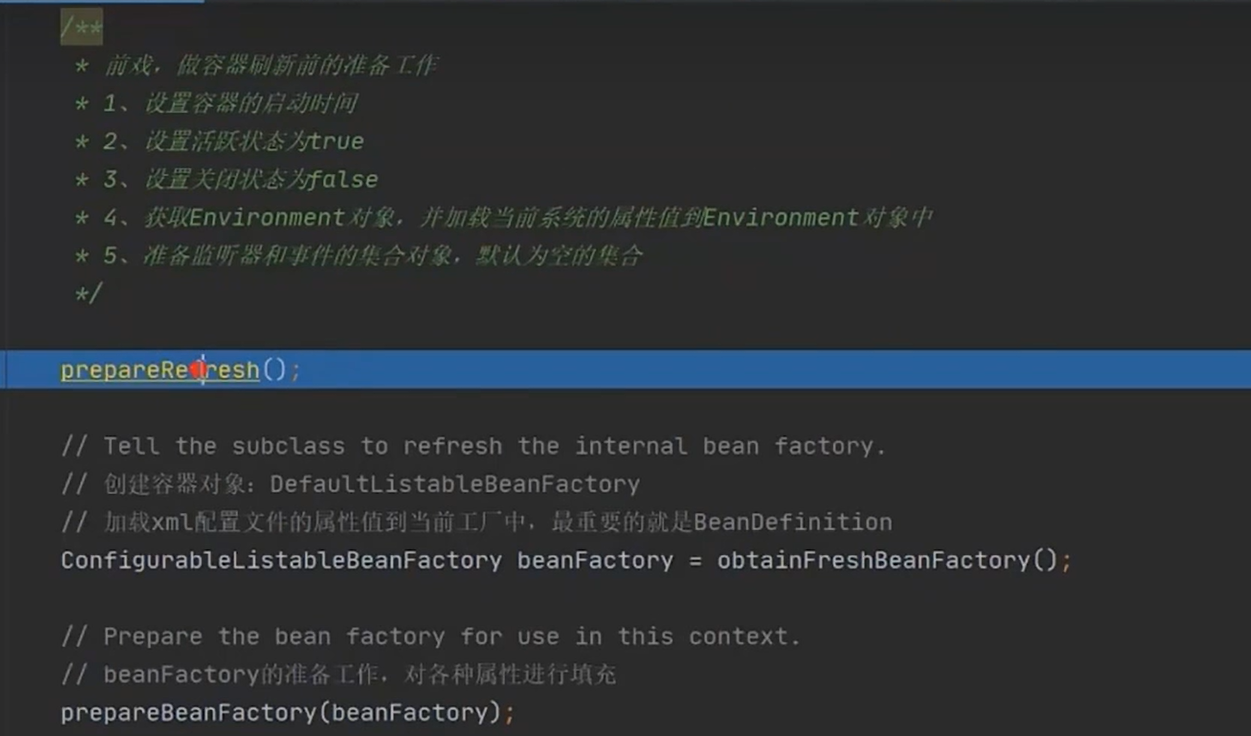 /**
* 前戏，做容器刷新前的准备工作
* 1、设置容器的启动时间
* 2、设置活跃状态为true
* 3、设置关闭状态为false
* 4、获取Environment对象，并加载当前系统的属性值到Environment对象中
* 5、准备监听器和事件的集合对象，默认为空的集合
*/
prepareRefresh();
// Tell the subclass to refresh the internal bean factory.
// 创建容器对象：DefaultListableBeanFactory
// 加载xml配置文件的属性值到当前工厂中，最重要的就是BeanDefinition
ConfigurableListableBeanFactory beanFactory = obtainFreshBeanFactory();
// Prepare the bean factory for use in this context.
// beanFactory的准备工作，对各种属性进行填充
prepareBeanFactory(beanFactory);